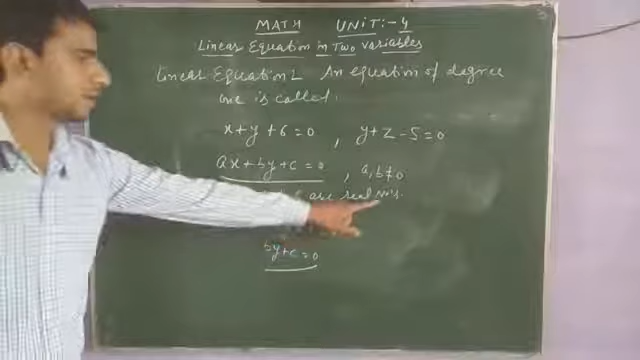 MATH UNIT:- 4
Linear Equation in Two Variables
Linear Equation:- An equation of degree
one is called.
x+y+6=0 , y+z-5=0
ax+by+c=0 , a,b≠0
are real Nos.
by+c=0